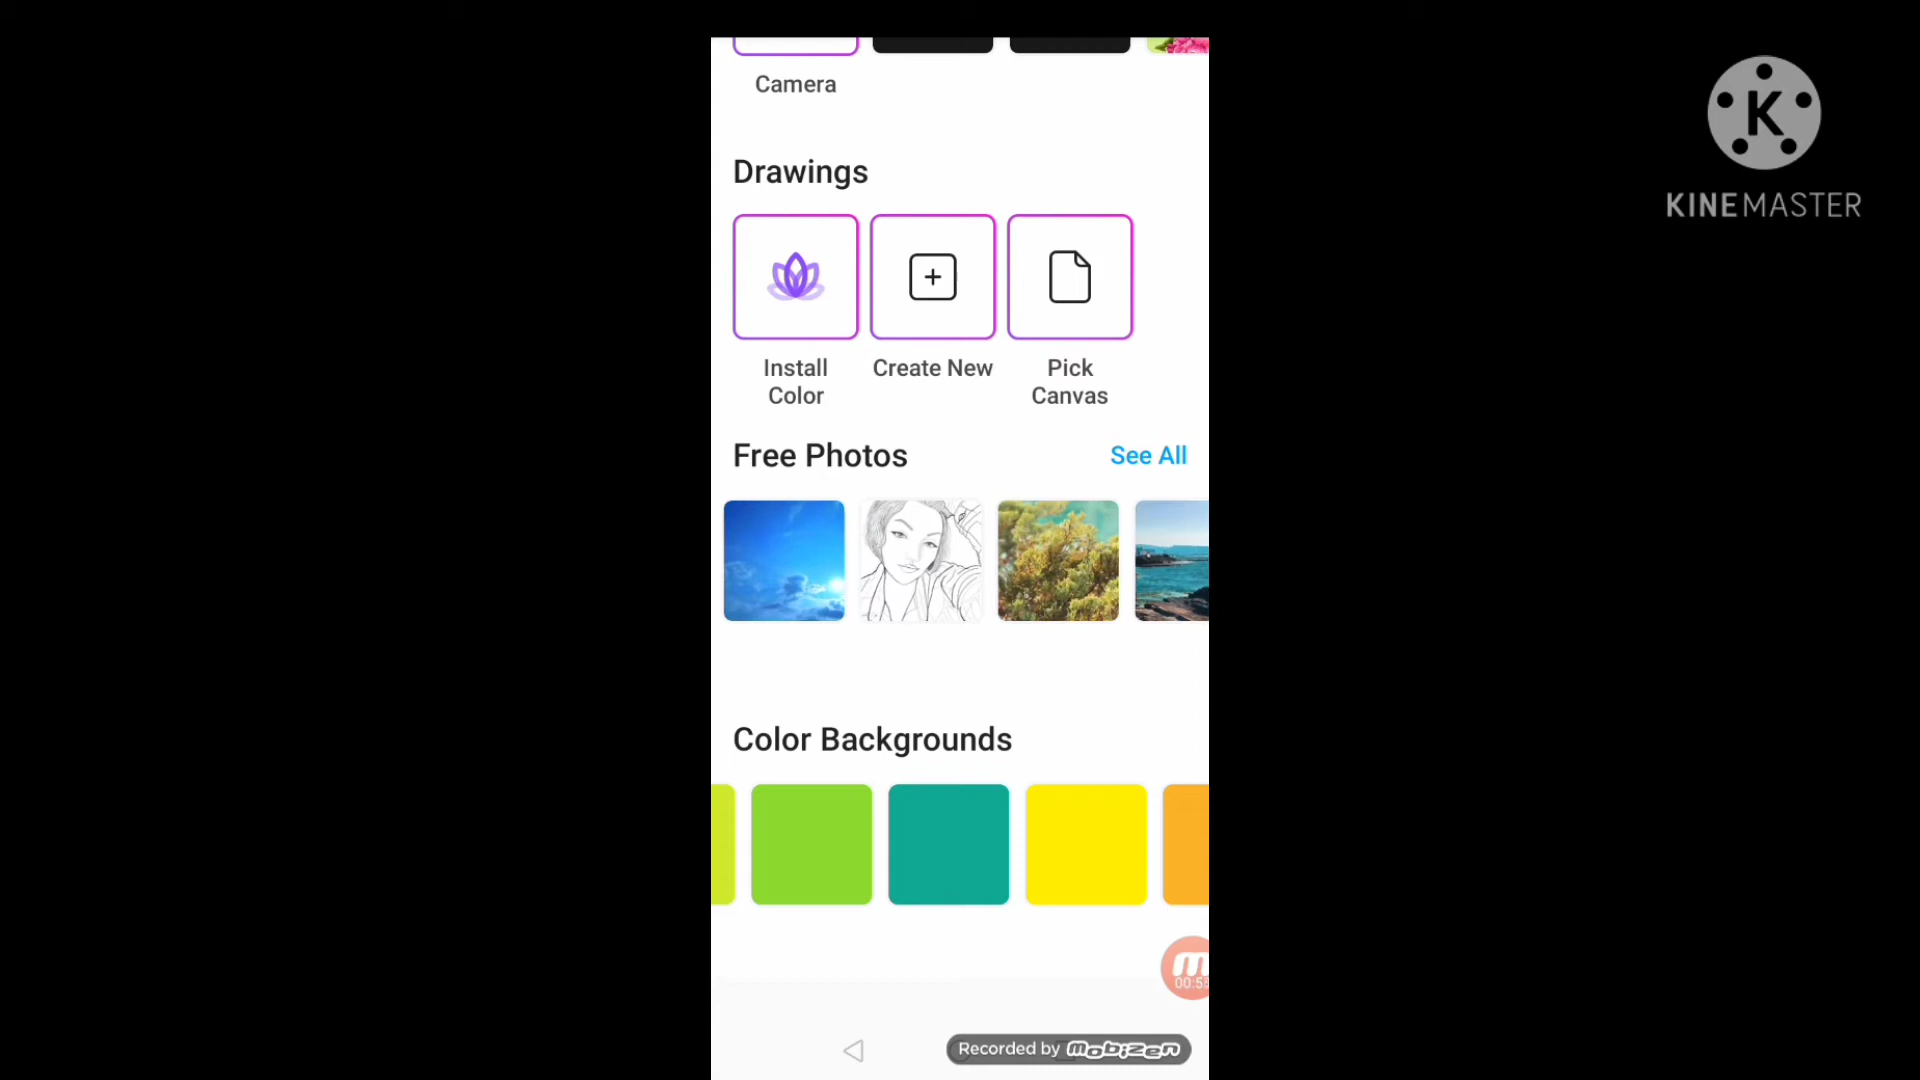 Camera
K
KINEMASTER
Drawings
Install
Color
Create New
Pick
Canvas
Free Photos
See All
Color Backgrounds
m
Recorded by mobizen